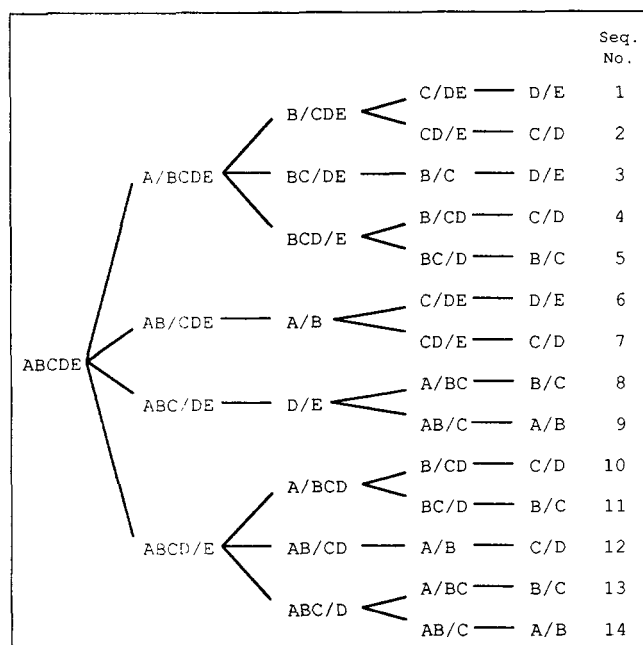 Seq.
No.
C/DE D/E 1
B/CDE
CD/E C/D 2
A/BCDE BC/DE B/C D/E 3
B/CD C/D 4
BCD/E
BC/D B/C 5
C/DE D/E 6
AB/CDE A/B
CD/E C/D 7
ABCDE
A/BC B/C 8
ABC/DE D/E
AB/C A/B 9
B/CD C/D 10
A/BCD
BC/D B/C 11
ABCD/E AB/CD A/B C/D 12
A/BC B/C 13
ABC/D
AB/C A/B 14